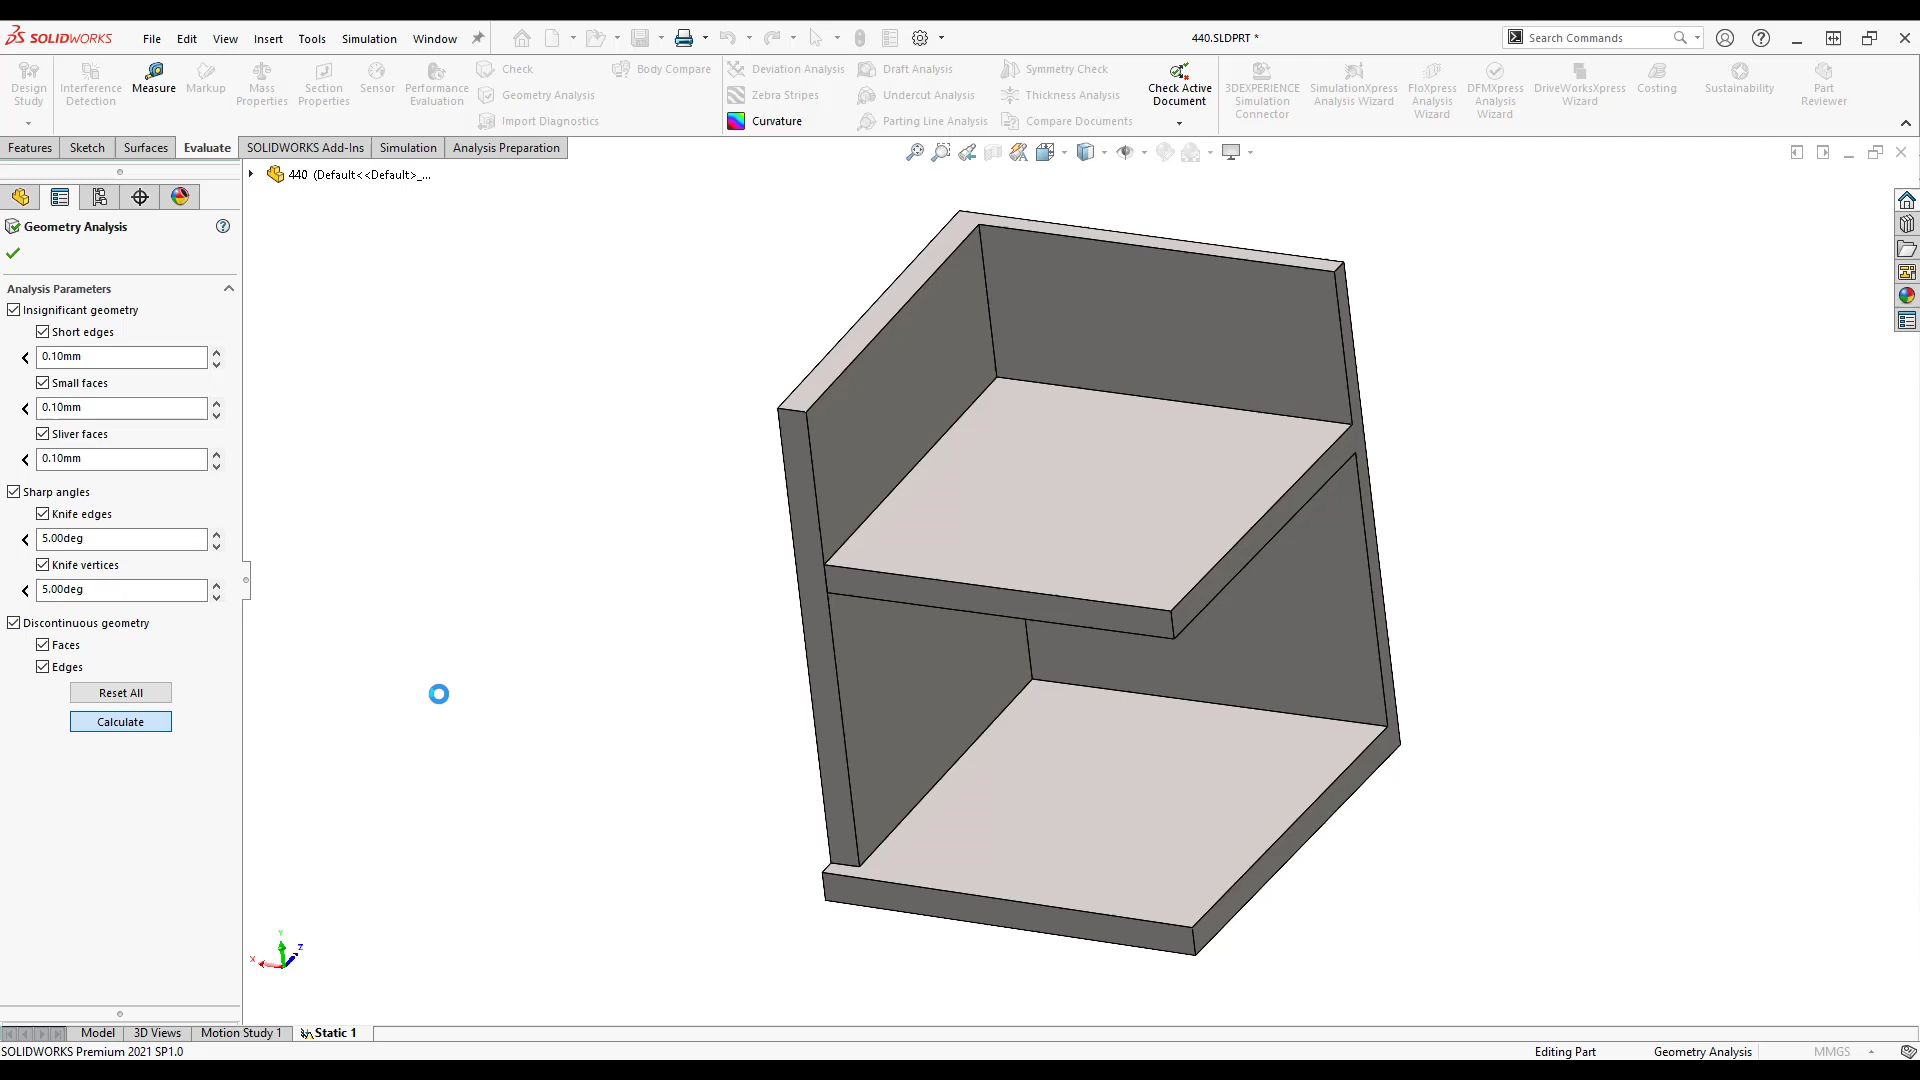 SOLIDWORKS
File Edit View Insert Tools Simulation Window
440.SLDPRT *
Search Commands
Design Study
Interference Detection
Measure
Markup
Mass Properties
Section Properties
Sensor
Performance Evaluation
Check
Geometry Analysis
Import Diagnostics
Body Compare
Deviation Analysis
Zebra Stripes
Curvature
Draft Analysis
Undercut Analysis
Parting Line Analysis
Symmetry Check
Thickness Analysis
Compare Documents
Check Active Document
3DEXPERIENCE Simulation Connector
SimulationXpress Analysis Wizard
FloXpress Analysis Wizard
DFMXpress Analysis Wizard
DriveWorksXpress Wizard
Costing
Sustainability
Part Reviewer
Features Sketch Surfaces Evaluate SOLIDWORKS Add-Ins Simulation Analysis Preparation
440 (Default<<Default>_...
Geometry Analysis
Analysis Parameters
Insignificant geometry
Short edges
0.10mm
Small faces
0.10mm
Sliver faces
0.10mm
Sharp angles
Knife edges
5.00deg
Knife vertices
5.00deg
Discontinuous geometry
Faces
Edges
Reset All
Calculate
Y
Z
X
Model 3D Views Motion Study 1 Static 1
SOLIDWORKS Premium 2021 SP1.0
Editing Part
Geometry Analysis
MMGS